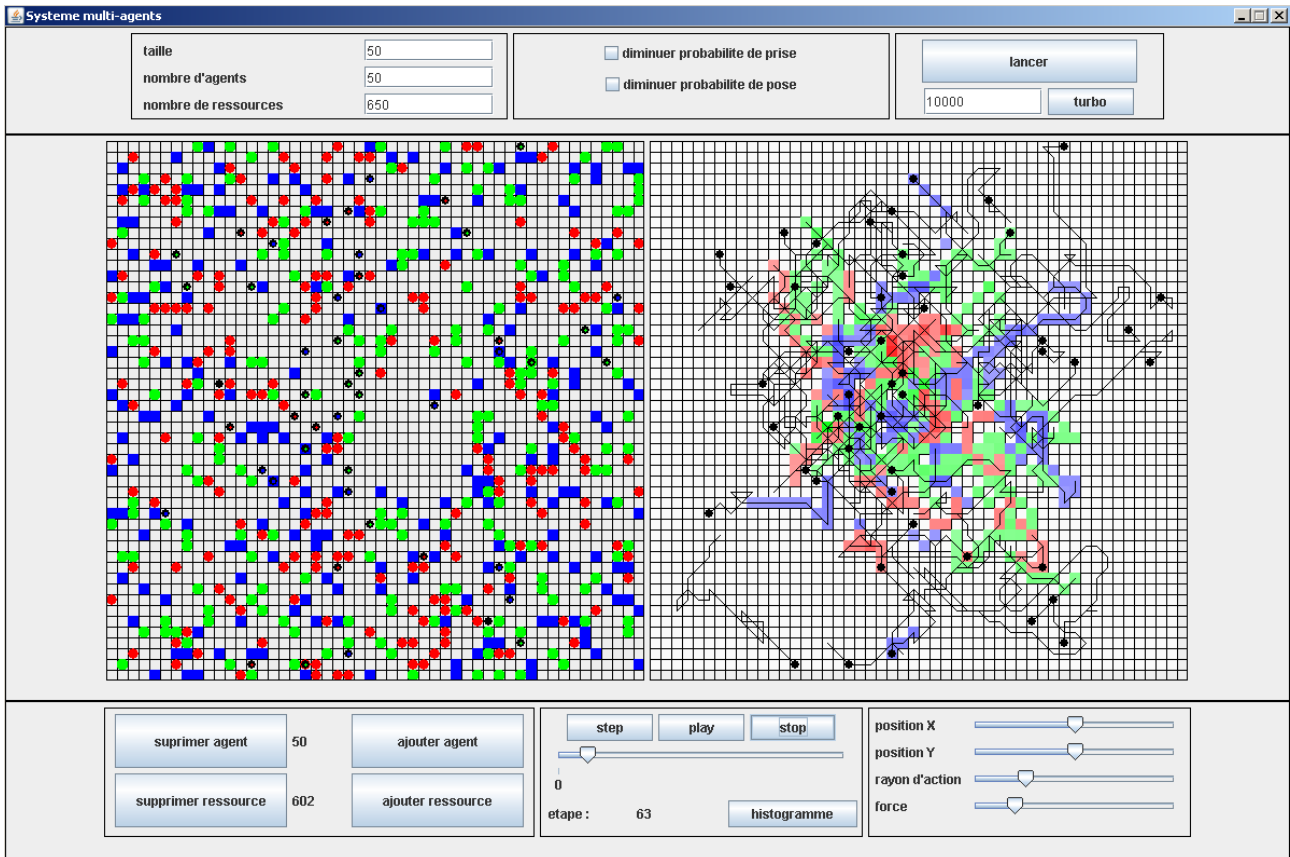 Systeme multi-agents
taille 50
nombre d'agents 50
nombre de ressources 650
diminuer probabilite de prise
diminuer probabilite de pose
lancer
10000 turbo
suprimer agent 50 ajouter agent
supprimer ressource 602 ajouter ressource
step play stop
0
etape : 63 histogramme
position X
position Y
rayon d'action
force